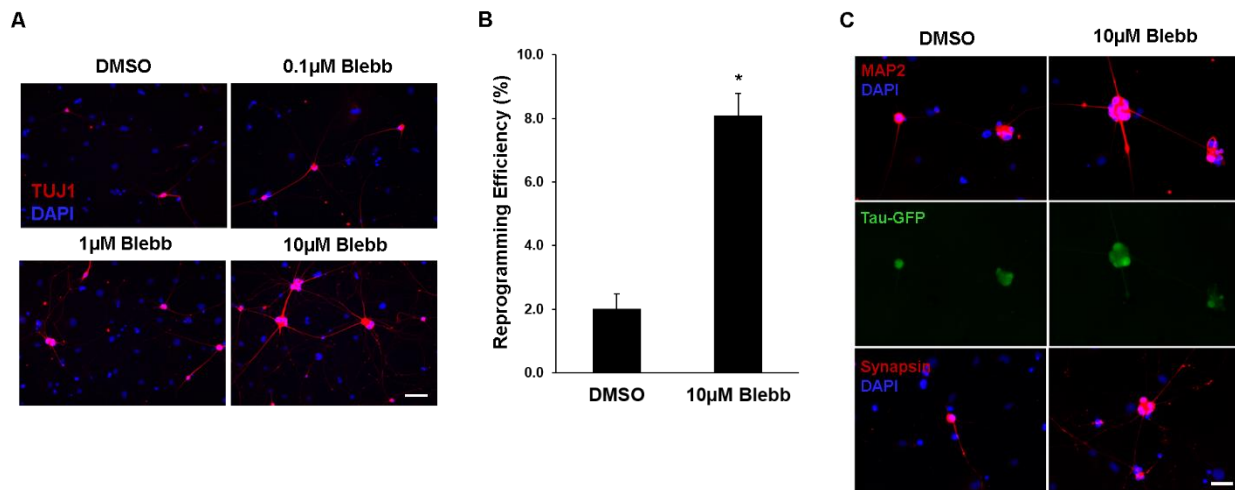 A
DMSO
0.1µM Blebb
TUJ1
DAPI
1µM Blebb
10µM Blebb
B
Reprogramming Efficiency (%)
10.0
8.0
6.0
4.0
2.0
0.0
*
DMSO
10µM Blebb
C
DMSO
10µM Blebb
MAP2
DAPI
Tau-GFP
Synapsin
DAPI